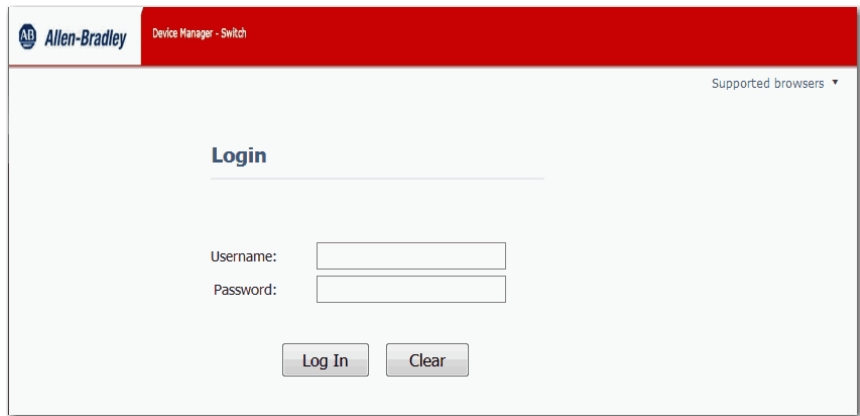 AB Allen-Bradley
Device Manager - Switch
Supported browsers ▼
Login
Username:
Password:
Log In Clear